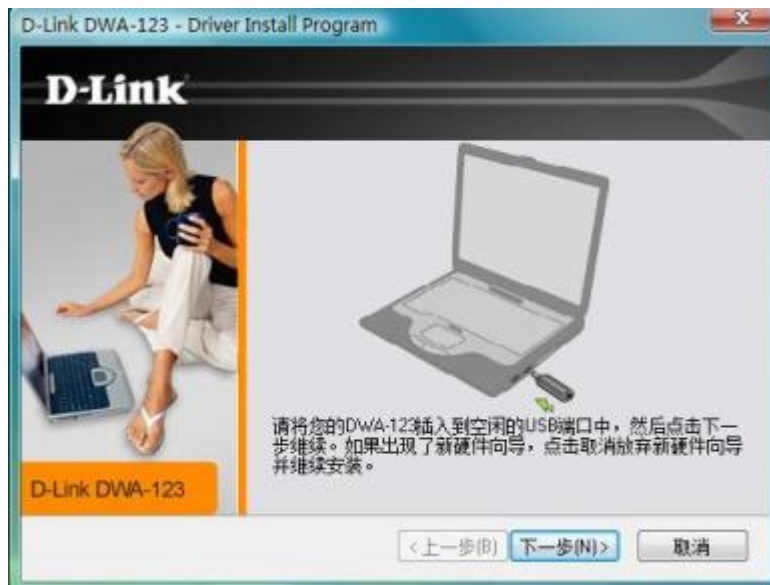 D-Link DWA-123 - Driver Install Program
D-Link
请将您的DWA-123插入到空闲的USB端口中，然后点击下一
步继续。如果出现了新硬件向导，点击取消放弃新硬件向导
并继续安装。
D-Link DWA-123
<上一步(B)
下一步(N)>
取消